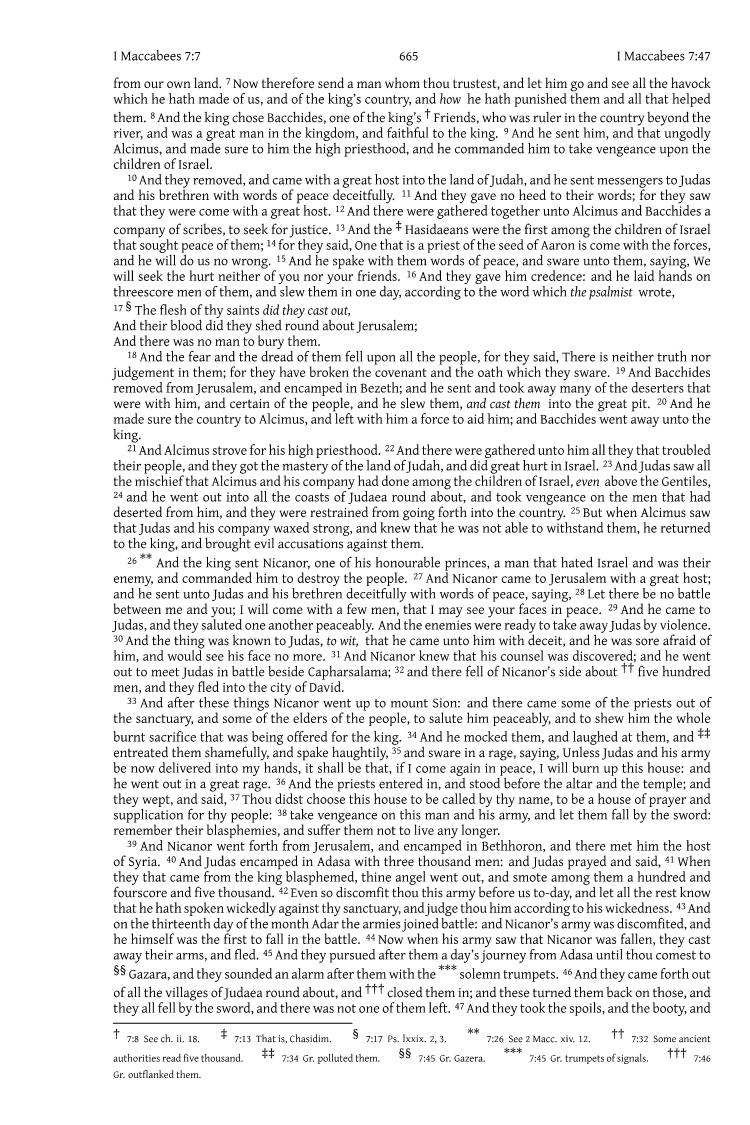 I Maccabees 7:7 665 I Maccabees 7:47
from our own land. 7 Now therefore send a man whom thou trustest, and let him go and see all the havock
which he hath made of us, and of the king’s country, and how he hath punished them and all that helped
them. 8 And the king chose Bacchides, one of the king’s † Friends, who was ruler in the country beyond the
river, and was a great man in the kingdom, and faithful to the king. 9 And he sent him, and that ungodly
Alcimus, and made sure to him the high priesthood, and he commanded him to take vengeance upon the
children of Israel.
10 And they removed, and came with a great host into the land of Judah, and he sent messengers to Judas
and his brethren with words of peace deceitfully. 11 And they gave no heed to their words; for they saw
that they were come with a great host. 12 And there were gathered together unto Alcimus and Bacchides a
company of scribes, to seek for justice. 13 And the ‡ Hasidaeans were the first among the children of Israel
that sought peace of them; 14 for they said, One that is a priest of the seed of Aaron is come with the forces,
and he will do us no wrong. 15 And he spake with them words of peace, and sware unto them, saying, We
will seek the hurt neither of you nor your friends. 16 And they gave him credence: and he laid hands on
threescore men of them, and slew them in one day, according to the word which the psalmist wrote,
17 § The flesh of thy saints did they cast out,
And their blood did they shed round about Jerusalem;
And there was no man to bury them.
18 And the fear and the dread of them fell upon all the people, for they said, There is neither truth nor
judgement in them; for they have broken the covenant and the oath which they sware. 19 And Bacchides
removed from Jerusalem, and encamped in Bezeth; and he sent and took away many of the deserters that
were with him, and certain of the people, and he slew them, and cast them into the great pit. 20 And he
made sure the country to Alcimus, and left with him a force to aid him; and Bacchides went away unto the
king.
21 And Alcimus strove for his high priesthood. 22 And there were gathered unto him all they that troubled
their people, and they got the mastery of the land of Judah, and did great hurt in Israel. 23 And Judas saw all
the mischief that Alcimus and his company had done among the children of Israel, even above the Gentiles,
24 and he went out into all the coasts of Judaea round about, and took vengeance on the men that had
deserted from him, and they were restrained from going forth into the country. 25 But when Alcimus saw
that Judas and his company waxed strong, and knew that he was not able to withstand them, he returned
to the king, and brought evil accusations against them.
26 ** And the king sent Nicanor, one of his honourable princes, a man that hated Israel and was their
enemy, and commanded him to destroy the people. 27 And Nicanor came to Jerusalem with a great host;
and he sent unto Judas and his brethren deceitfully with words of peace, saying, 28 Let there be no battle
between me and you; I will come with a few men, that I may see your faces in peace. 29 And he came to
Judas, and they saluted one another peaceably. And the enemies were ready to take away Judas by violence.
30 And the thing was known to Judas, to wit, that he came unto him with deceit, and he was sore afraid of
him, and would see his face no more. 31 And Nicanor knew that his counsel was discovered; and he went
out to meet Judas in battle beside Capharsalama; 32 and there fell of Nicanor’s side about †† five hundred
men, and they fled into the city of David.
33 And after these things Nicanor went up to mount Sion: and there came some of the priests out of
the sanctuary, and some of the elders of the people, to salute him peaceably, and to shew him the whole
burnt sacrifice that was being offered for the king. 34 And he mocked them, and laughed at them, and ‡‡
entreated them shamefully, and spake haughtily, 35 and sware in a rage, saying, Unless Judas and his army
be now delivered into my hands, it shall be that, if I come again in peace, I will burn up this house: and
he went out in a great rage. 36 And the priests entered in, and stood before the altar and the temple; and
they wept, and said, 37 Thou didst choose this house to be called by thy name, to be a house of prayer and
supplication for thy people: 38 take vengeance on this man and his army, and let them fall by the sword:
remember their blasphemies, and suffer them not to live any longer.
39 And Nicanor went forth from Jerusalem, and encamped in Bethhoron, and there met him the host
of Syria. 40 And Judas encamped in Adasa with three thousand men: and Judas prayed and said, 41 When
they that came from the king blasphemed, thine angel went out, and smote among them a hundred and
fourscore and five thousand. 42 Even so discomfit thou this army before us to-day, and let all the rest know
that he hath spoken wickedly against thy sanctuary, and judge thou him according to his wickedness. 43 And
on the thirteenth day of the month Adar the armies joined battle: and Nicanor’s army was discomfited, and
he himself was the first to fall in the battle. 44 Now when his army saw that Nicanor was fallen, they cast
away their arms, and fled. 45 And they pursued after them a day’s journey from Adasa until thou comest to
§§ Gazara, and they sounded an alarm after them with the *** solemn trumpets. 46 And they came forth out
of all the villages of Judaea round about, and ††† closed them in; and these turned them back on those, and
they all fell by the sword, and there was not one of them left. 47 And they took the spoils, and the booty, and
† 7:8 See ch. ii. 18. ‡ 7:13 That is, Chasidim. § 7:17 Ps. lxxix. 2, 3. ** 7:26 See 2 Macc. xiv. 12. †† 7:32 Some ancient
authorities read five thousand. ‡‡ 7:34 Gr. polluted them. §§ 7:45 Gr. Gazera. *** 7:45 Gr. trumpets of signals. ††† 7:46
Gr. outflanked them.